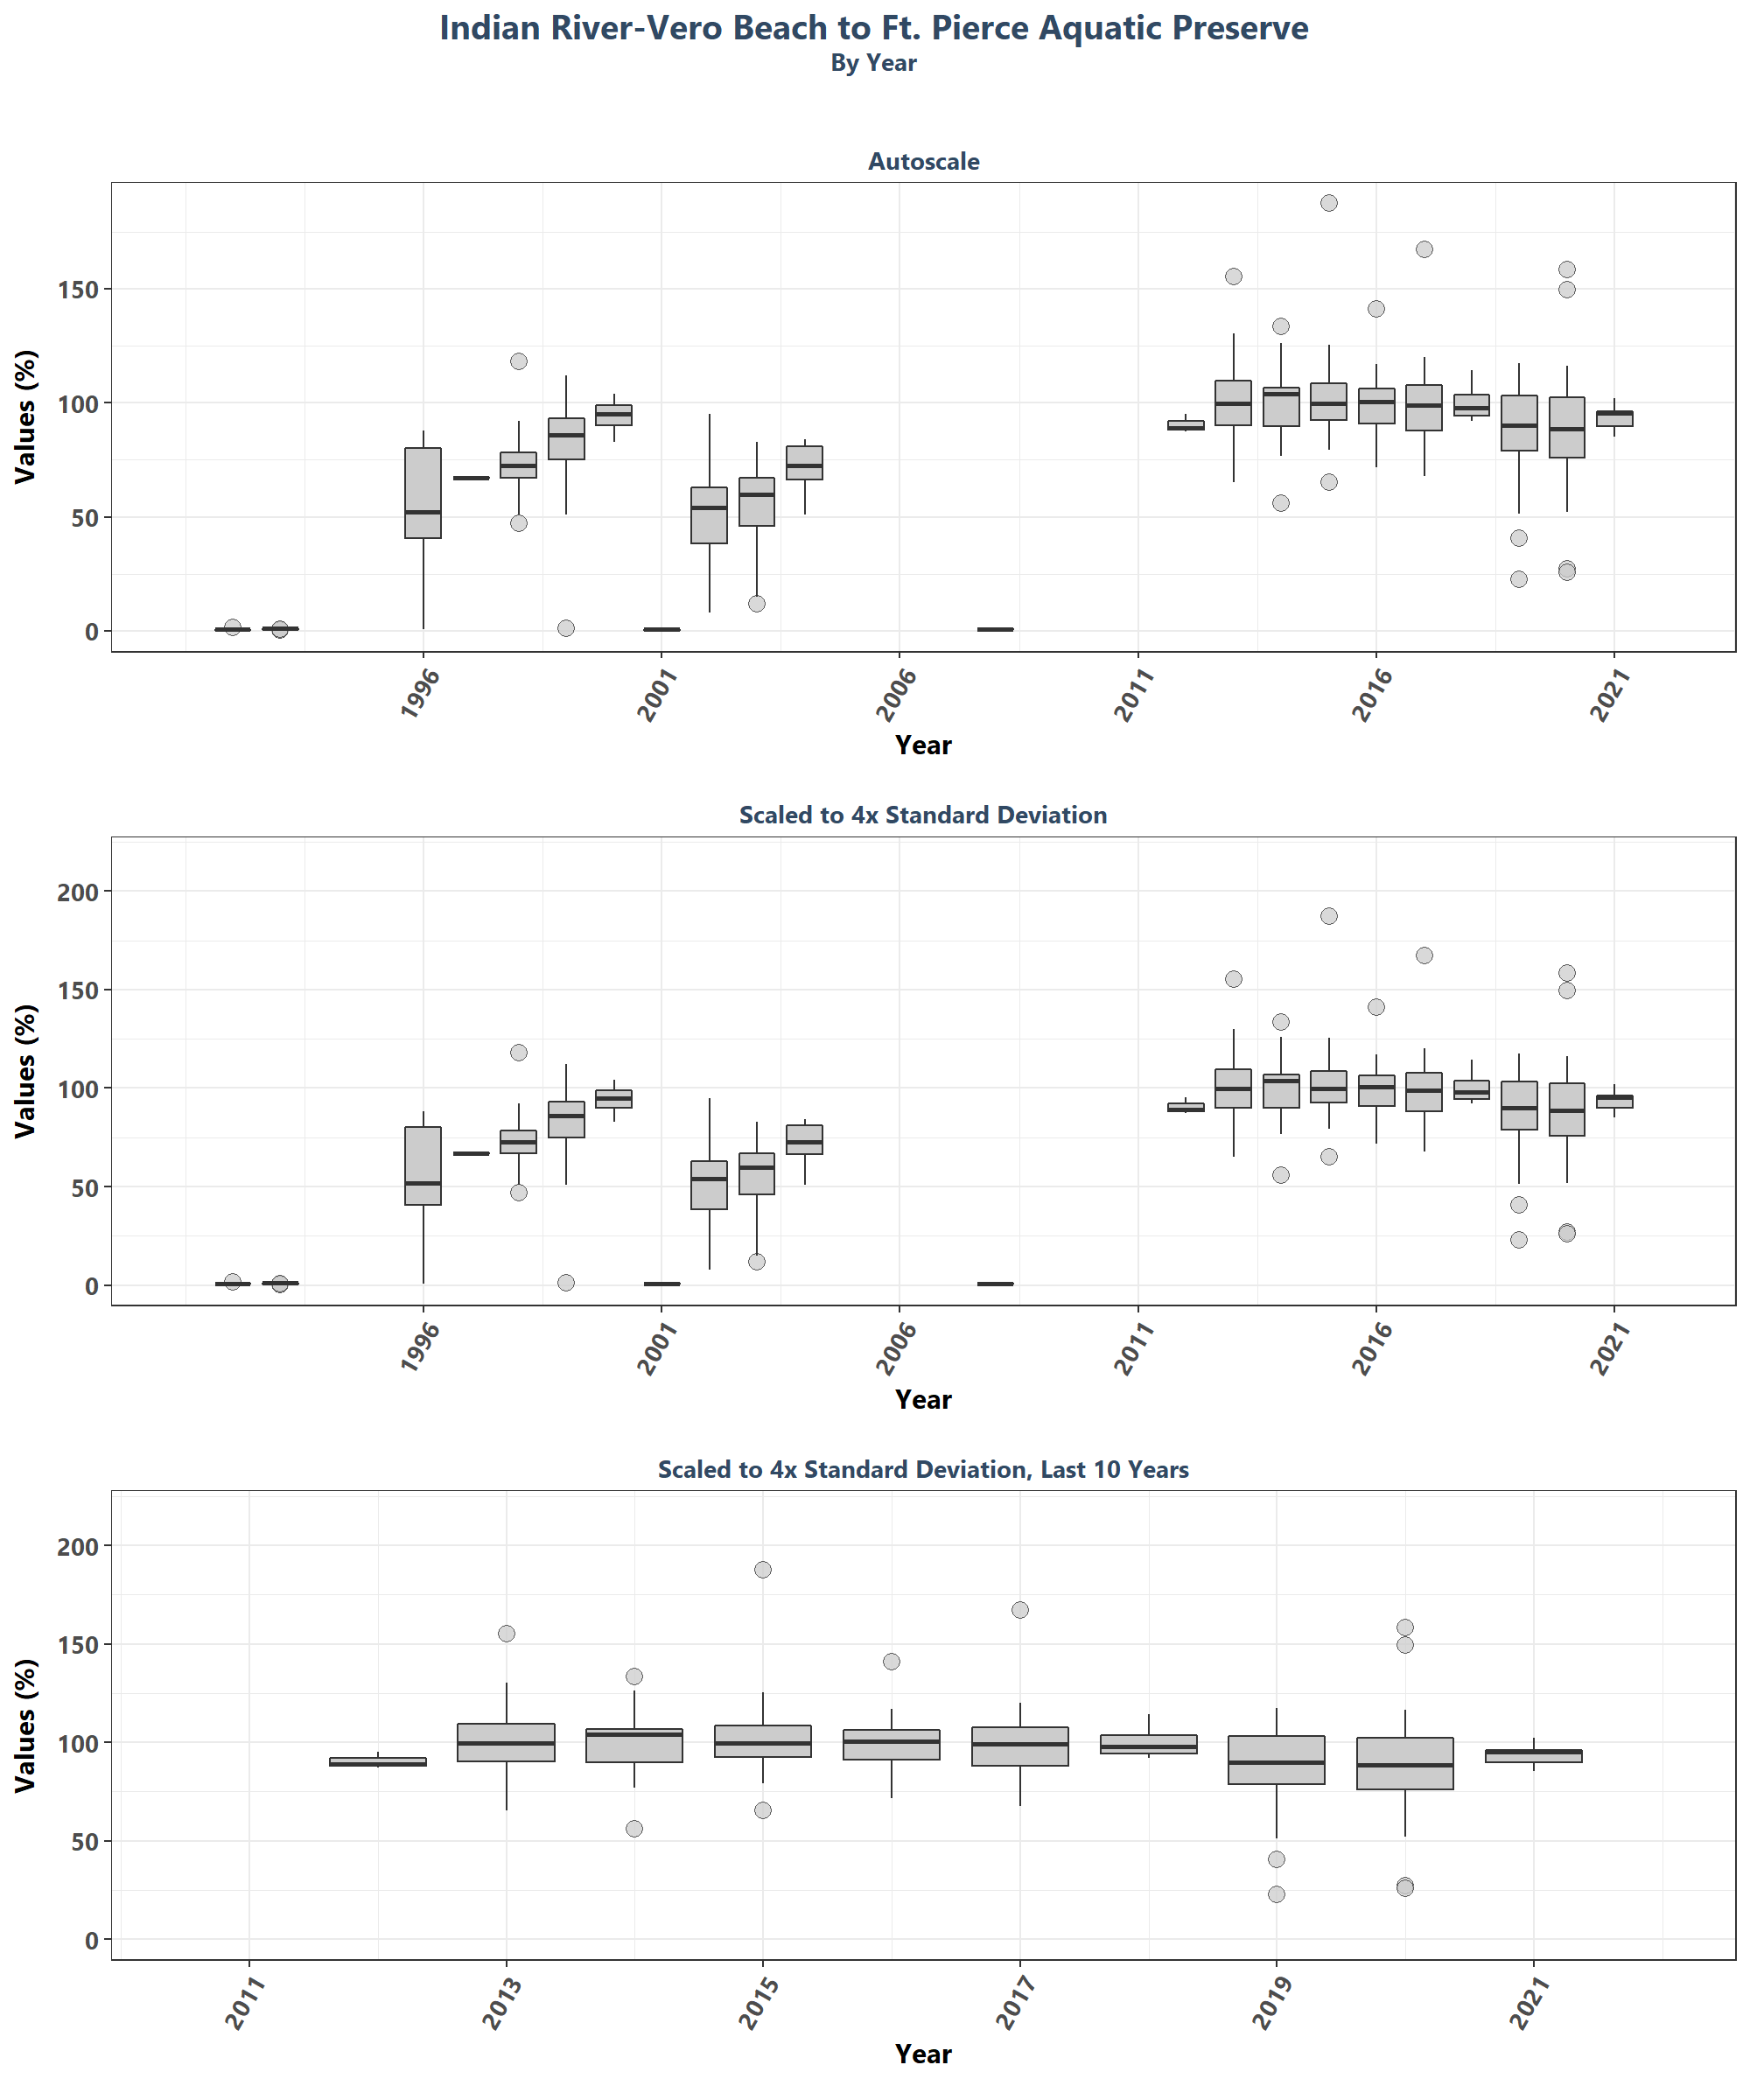 Indian River-Vero Beach to Ft. Pierce Aquatic Preserve
By Year
Autoscale
Values (%)
150
100
50
0
1996
2001
2006
2011
2016
2021
Year
Scaled to 4x Standard Deviation
Values (%)
200
150
100
50
0
1996
2001
2006
2011
2016
2021
Year
Scaled to 4x Standard Deviation, Last 10 Years
Values (%)
200
150
100
50
0
2011
2013
2015
2017
2019
2021
Year